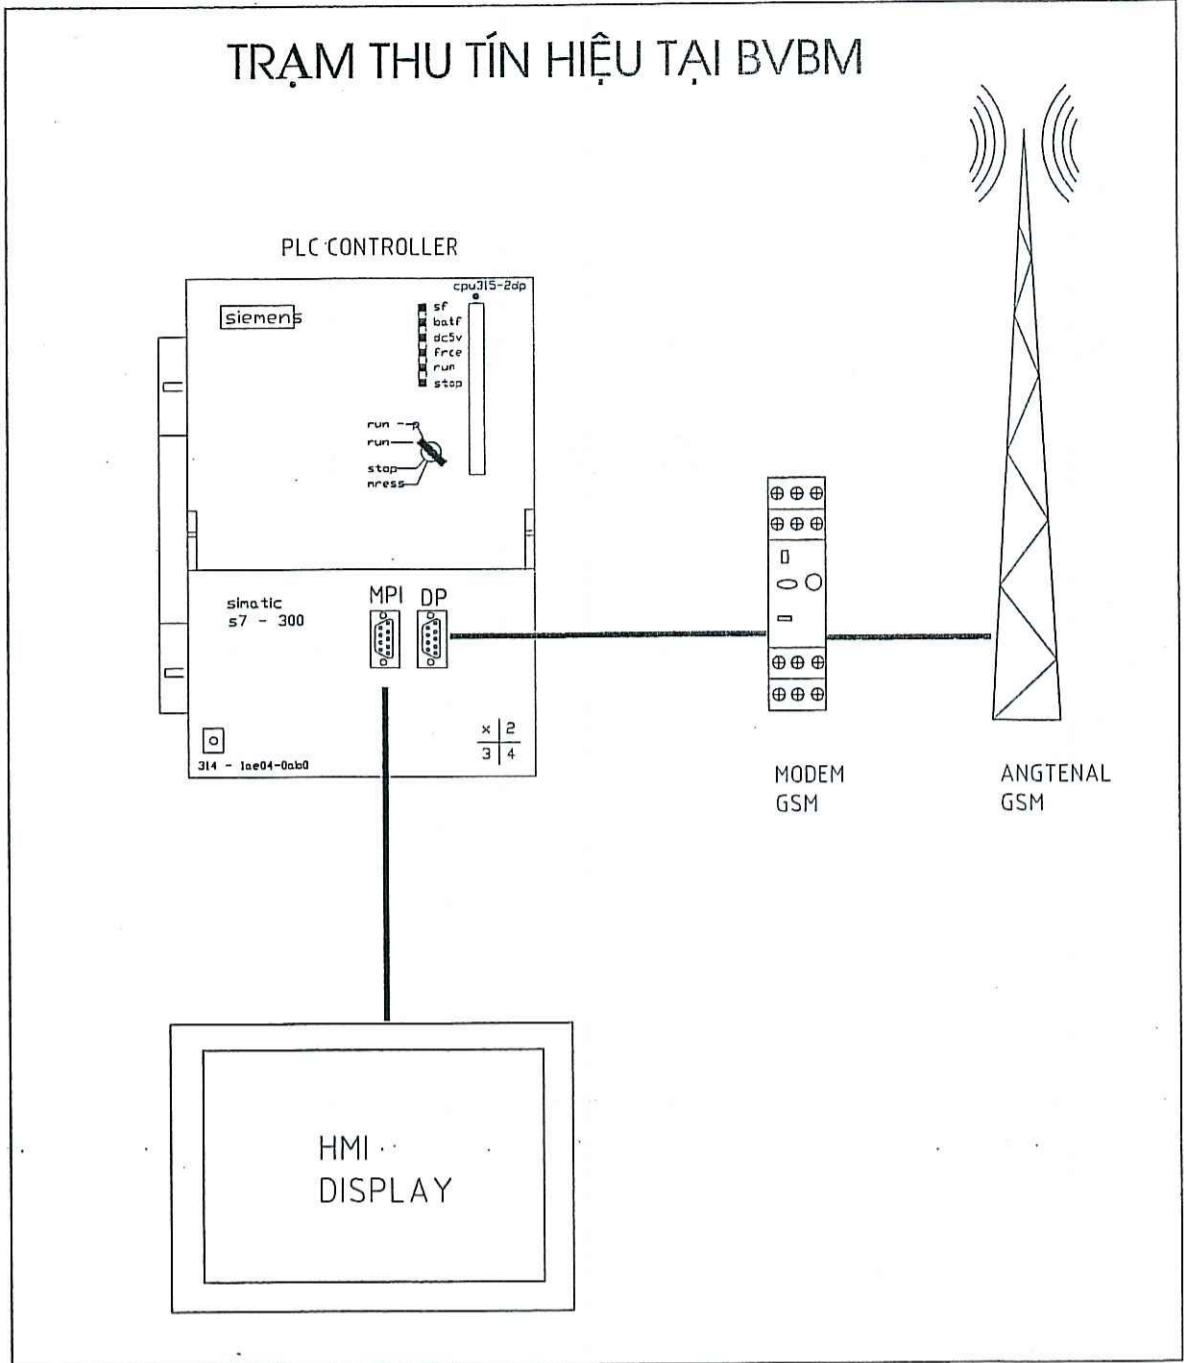 TRẠM THU TÍN HIỆU TẠI BVBM
PLC CONTROLLER
cpu315-2dp
siemens
sf
batf
dc5v
frce
run
stop
run -p
run
stop
mress
simatic
s7 - 300
MPI DP
x 2
3 4
314 - 1ae04-0ab0
MODEM
GSM
ANGTENAL
GSM
HMI
DISPLAY